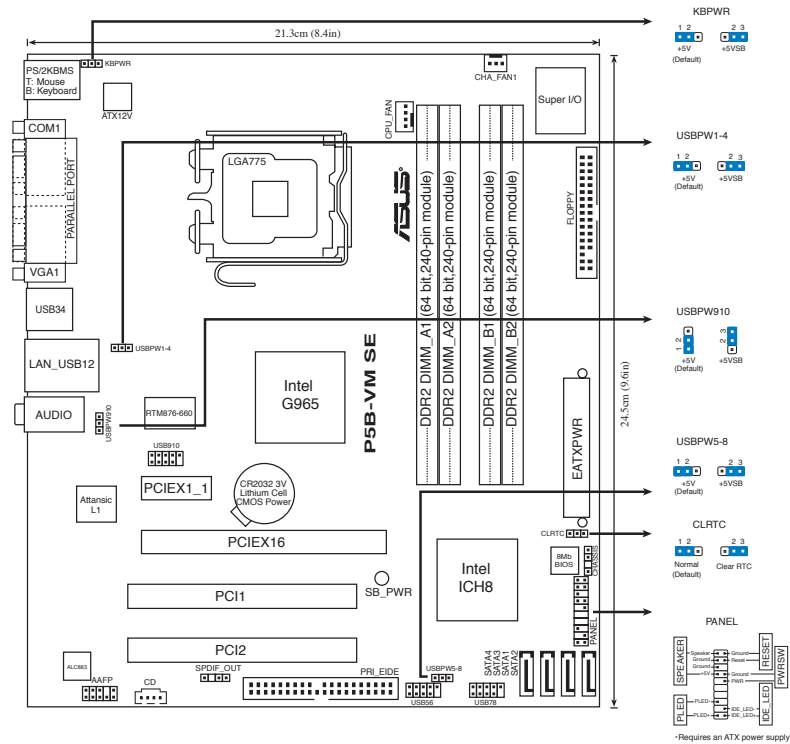 21.3cm (8.4in)
KBPWR
PS/2KBMS
T: Mouse
B: Keyboard
ATX12V
COM1
PARALLEL PORT
VGA1
USB34
LAN_USB12
AUDIO
USBPW1-4
USBPW910
RTM876-660
USB910
LGA775
CPU_FAN
CHA_FAN1
Super I/O
FLOPPY
ASUS
P5B-VM SE
DDR2 DIMM_A1 (64 bit,240-pin module)
DDR2 DIMM_A2 (64 bit,240-pin module)
DDR2 DIMM_B1 (64 bit,240-pin module)
DDR2 DIMM_B2 (64 bit,240-pin module)
24.5cm (9.6in)
EATXPWR
Intel
G965
CR2032 3V
Lithium Cell
CMOS Power
PCIEX1_1
Attansic
L1
PCIEX16
SB_PWR
PCI1
PCI2
Intel
ICH8
CLRTC
8Mb
BIOS
CHASSIS
PANEL
ALC883
AAFP
CD
SPDIF_OUT
PRI_EIDE
USBPW5-8
USB56
USB78
SATA4
SATA3
SATA1
SATA2
KBPWR
1 2
2 3
+5V
(Default)
+5VSB
USBPW1-4
1 2
2 3
+5V
(Default)
+5VSB
USBPW910
1 2
2 3
+5V
(Default)
+5VSB
USBPW5-8
1 2
2 3
+5V
(Default)
+5VSB
CLRTC
1 2
2 3
Normal
(Default)
Clear RTC
PANEL
SPEAKER
Speaker
Ground
Ground
+5V
PLED
PLED-
PLED+
Ground
Reset
RESET
Ground
PWR
PWRSW
IDE_LED-
IDE_LED+
IDE_LED
*Requires an ATX power supply